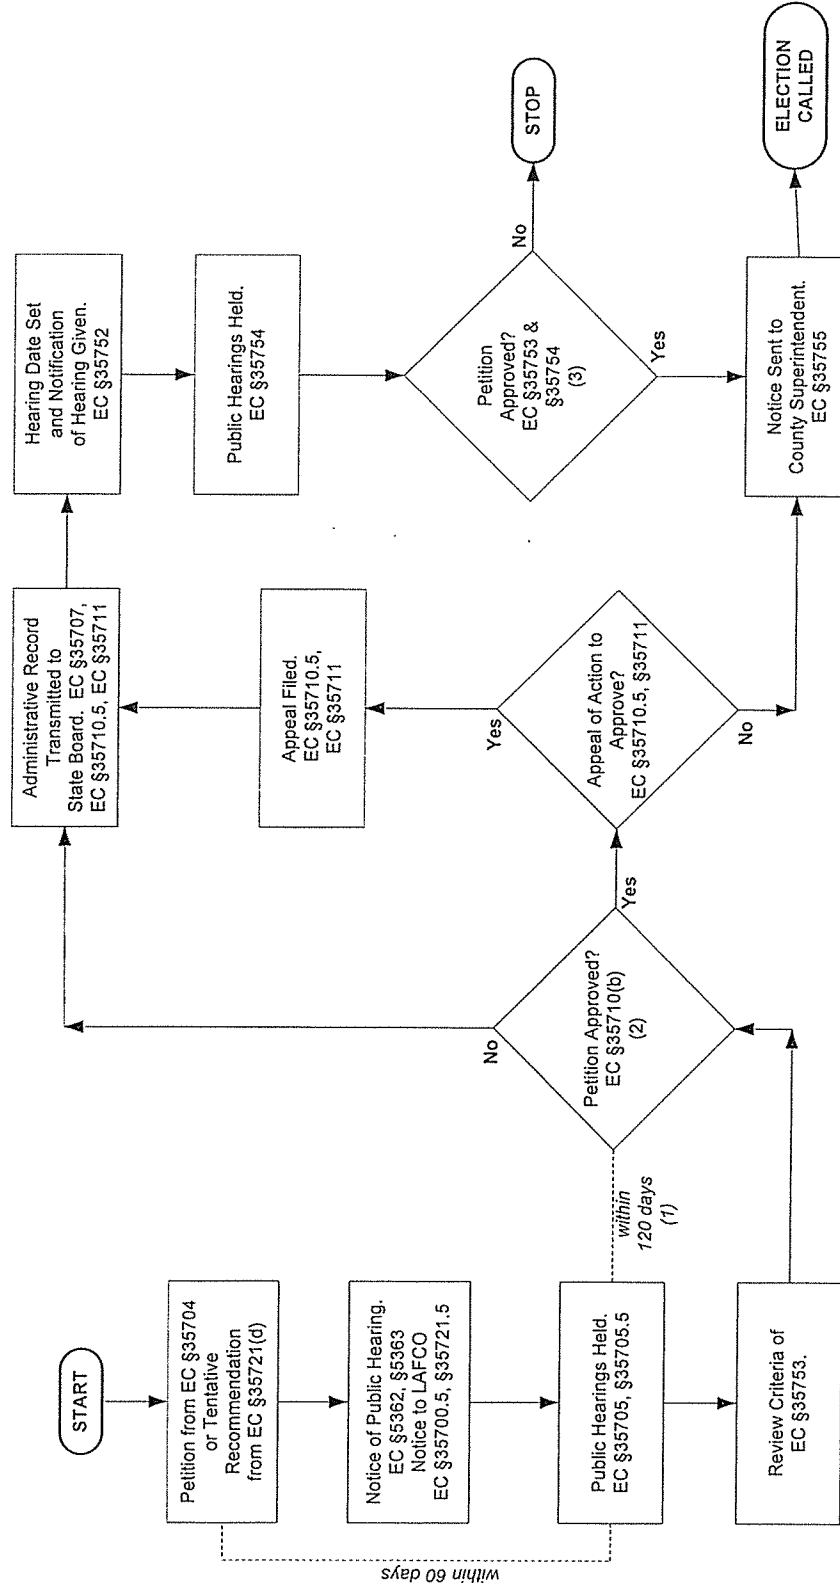 START
Petition from EC §35704
or Tentative
Recommendation
from EC §35721(d)
within 60 days
Notice of Public Hearing.
EC §5362, §5363
Notice to LAFCO
EC §35700.5, §35721.5
Public Hearings Held.
EC §35705, §35705.5
within
120 days
(1)
Review Criteria of
EC §35753.
Petition Approved?
EC §35710(b)
(2)
No
Yes
Appeal of Action to
Approve?
EC §35710.5, §35711
Yes
No
Appeal Filed.
EC §35710.5,
EC §35711
Administrative Record
Transmitted to
State Board. EC §35707,
EC §35710.5, EC §35711
Hearing Date Set
and Notification
of Hearing Given.
EC §35752
Public Hearings Held.
EC §35754
Petition
Approved?
EC §35753 &
§35754
(3)
No
Yes
STOP
Notice Sent to
County Superintendent.
EC §35755
ELECTION
CALLED